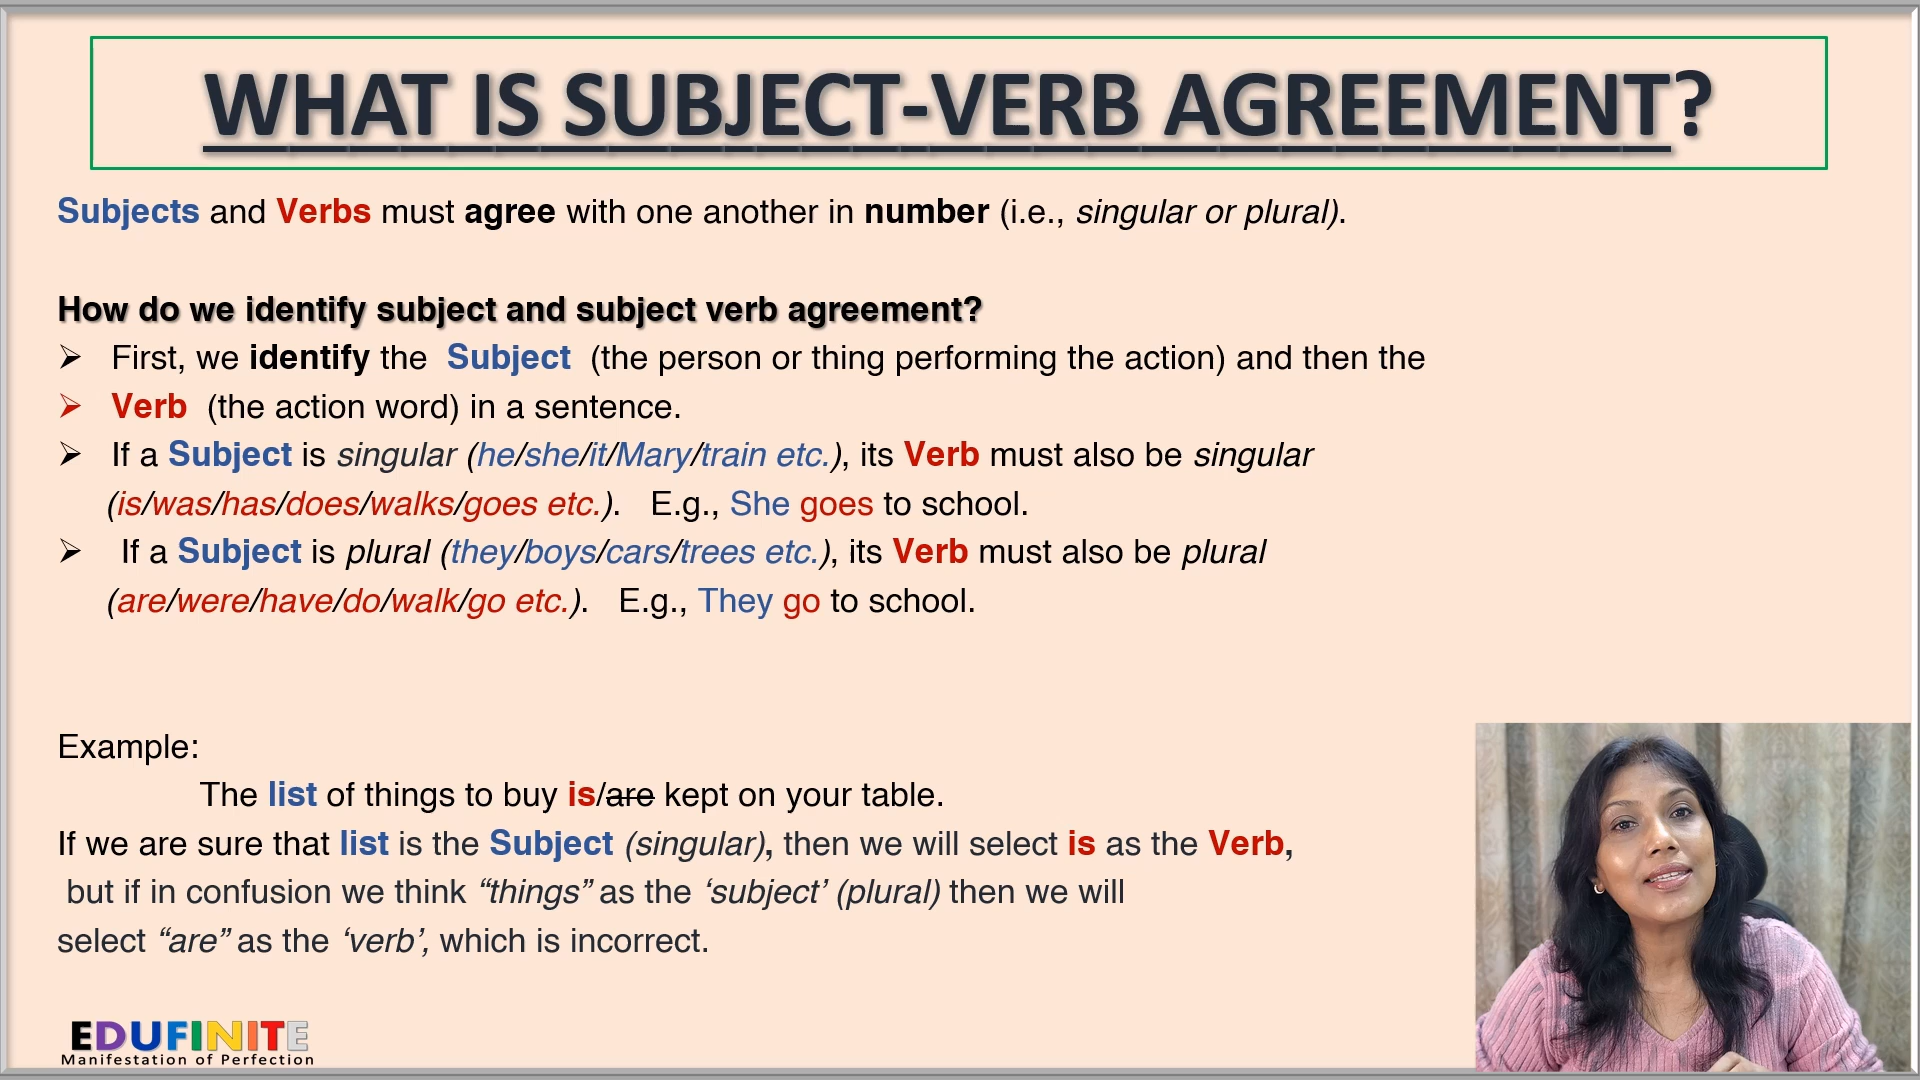 WHAT IS SUBJECT-VERB AGREEMENT?
Subjects and Verbs must agree with one another in number (i.e., singular or plural).
How do we identify subject and subject verb agreement?
➢ First, we identify the Subject (the person or thing performing the action) and then the
➢ Verb (the action word) in a sentence.
➢ If a Subject is singular (he/she/it/Mary/train etc.), its Verb must also be singular
(is/was/has/does/walks/goes etc.). E.g., She goes to school.
➢ If a Subject is plural (they/boys/cars/trees etc.), its Verb must also be plural
(are/were/have/do/walk/go etc.). E.g., They go to school.
Example:
The list of things to buy is/are kept on your table.
If we are sure that list is the Subject (singular), then we will select is as the Verb,
but if in confusion we think “things” as the ‘subject’ (plural) then we will
select “are” as the ‘verb’, which is incorrect.
EDUFINITE
Manifestation of Perfection